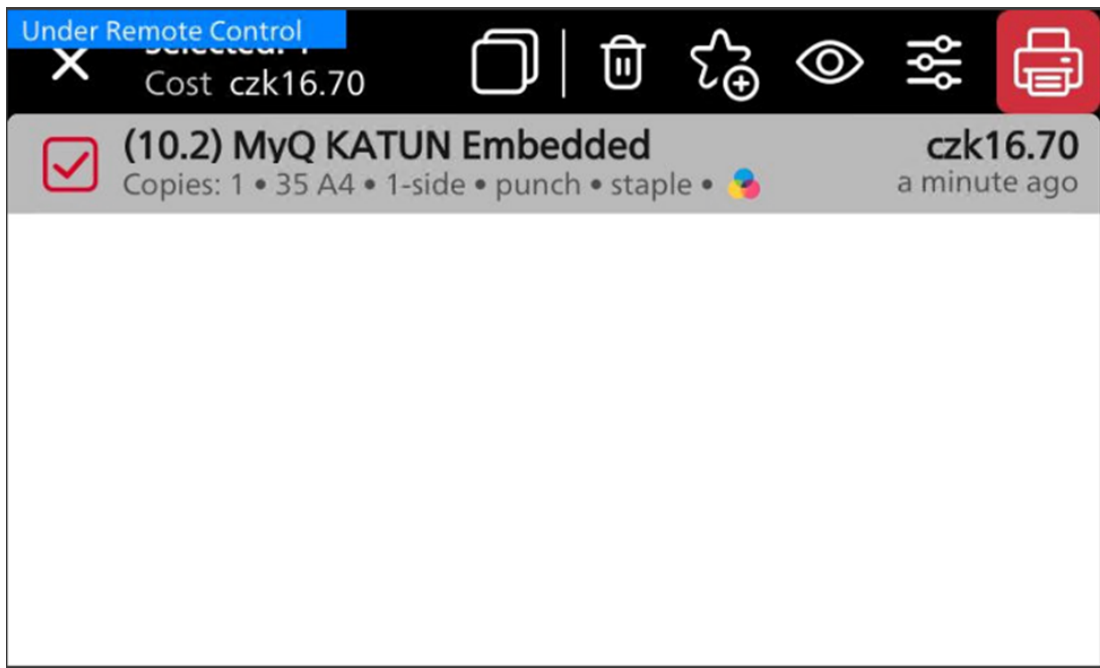 Under Remote Control
Cost czk16.70
(10.2) MyQ KATUN Embedded
czk16.70
Copies: 1 • 35 A4 • 1-side • punch • staple •
a minute ago